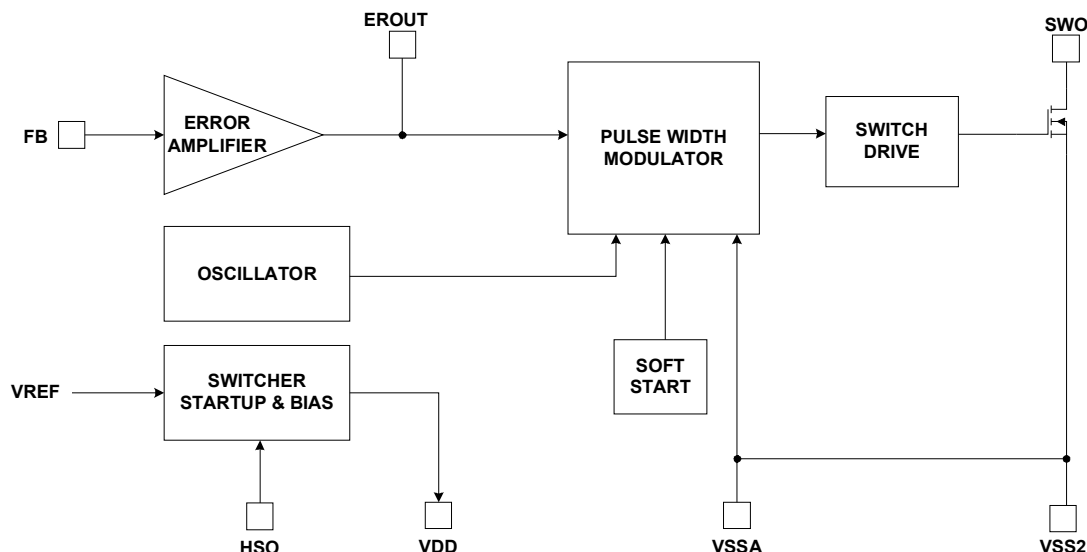 EROUT
SWO
FB
ERROR
AMPLIFIER
PULSE WIDTH
MODULATOR
SWITCH
DRIVE
OSCILLATOR
SOFT
START
VREF
SWITCHER
STARTUP & BIAS
HSO
VDD
VSSA
VSS2